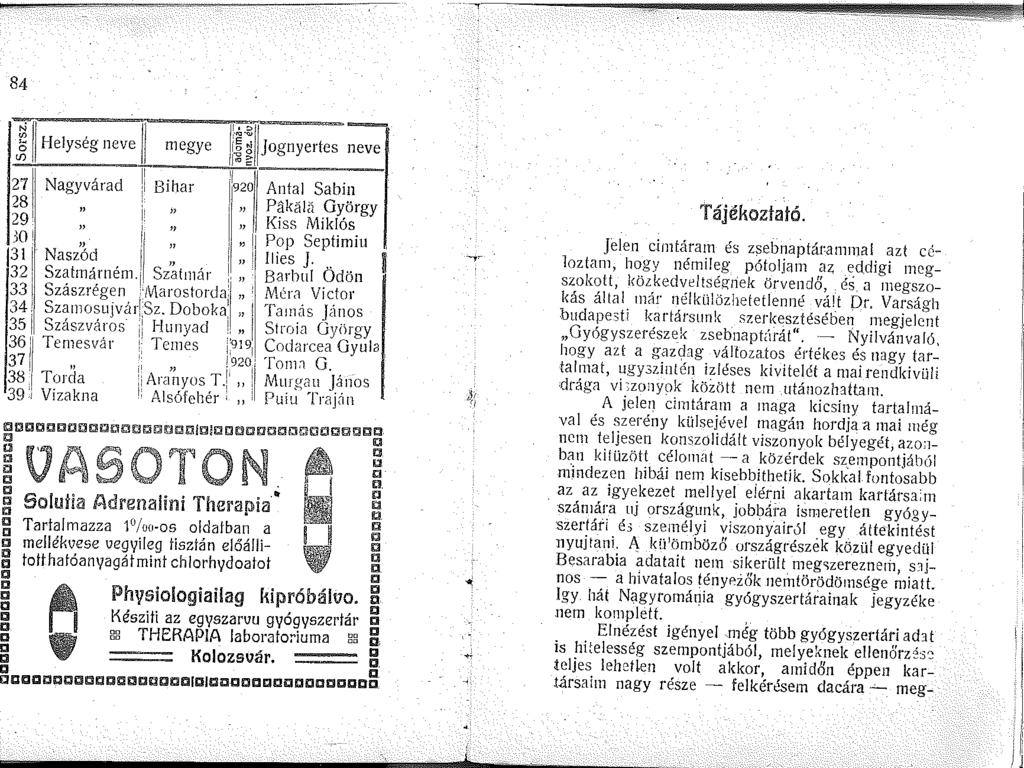 84
Sorsz. Helység neve megye adomá-nyoz. év Jognyertes neve
27 Nagyvárad Bihar 920 Antal Sabin
28 „ „ „ Pâkălă György
29 „ „ „ Kiss Miklós
30 „ „ „ Pop Septimiu
31 Naszód „ „ Ilies J.
32 Szatmárném. Szatmár „ Barbul Ödön
33 Szászrégen Marostorda „ Méra Victor
34 Szamosujvár Sz. Doboka „ Tamás János
35 Szászváros Hunyad „ Stroia György
36 Temesvár Temes 919 Codarcea Gyula
37 „ „ 920 Toma G.
38 Torda Aranyos T. „ Murgau János
39 Vizakna Alsófehér „ Puiu Traján
VASOTON
Solutia Adrenalini Therapia
Tartalmazza 1⁰/₀₀-os oldatban a
mellékvese vegyileg tisztán előálli-
tott hatóanyagát mint chlorhydoatot
Physiologiailag kipróbálvo.
Késziti az egyszarvu gyógyszertár
THERAPIA laboratoriuma
Kolozsvár.
Tájékoztató.
Jelen cimtáram és zsebnaptárammal azt cé-
loztam, hogy némileg pótoljam az eddigi meg-
szokott, közkedveltségnek örvendő, és a megszo-
kás által már nélkülözhetetlenné vált Dr. Varságh
budapesti kartársunk szerkesztésében megjelent
„Gyógyszerészek zsebnaptárát“. — Nyilvánvaló,
hogy azt a gazdag változatos értékes és nagy tar-
talmat, ugyszintén izléses kivitelét a mai rendkivüli
drága viszonyok között nem utánozhattam.
A jelen cimtáram a maga kicsiny tartalmá-
val és szerény külsejével magán hordja a mai még
nem teljesen konszolidált viszonyok bélyegét, azon-
ban kitüzött célomat — a közérdek szempontjából
mindezen hibái nem kisebbithetik. Sokkal fontosabb
az az igyekezet mellyel elérni akartam kartársaim
számára uj országunk, jobbára ismeretlen gyógy-
szertári és személyi viszonyairól egy áttekintést
nyujtani. A külömböző országrészek közül egyedül
Besarabia adatait nem sikerült megszereznem, saj-
nos — a hivatalos tényezők nemtörödömsége miatt.
Igy hát Nagyrománia gyógyszertárainak jegyzéke
nem komplett.
Elnézést igényel még több gyógyszertári adat
is hitelesség szempontjából, melyeknek ellenőrzése
teljes lehetlen volt akkor, amidőn éppen kar-
társaim nagy része — felkérésem dacára — meg-